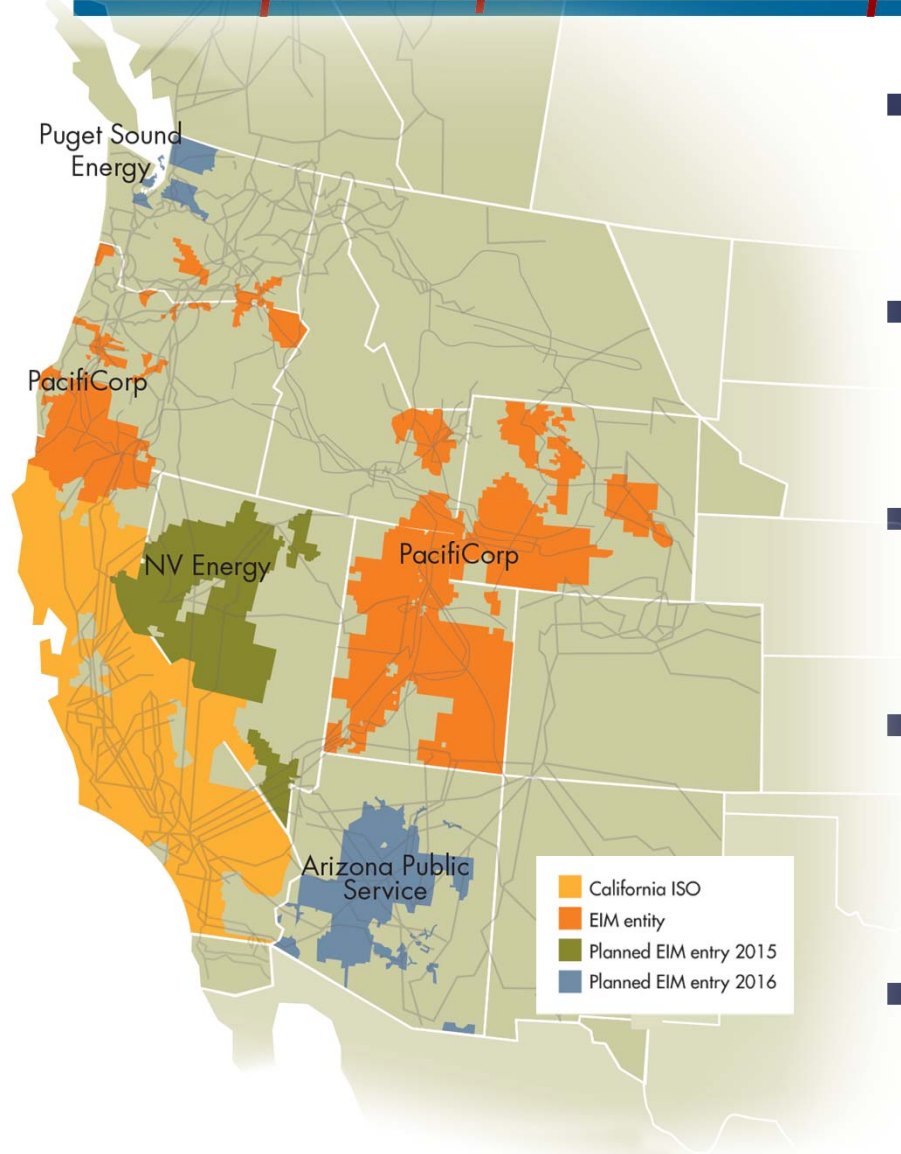 Puget Sound
Energy
PacifiCorp
NV Energy
PacifiCorp
Arizona Public
Service
California ISO
EIM entity
Planned EIM entry 2015
Planned EIM entry 2016